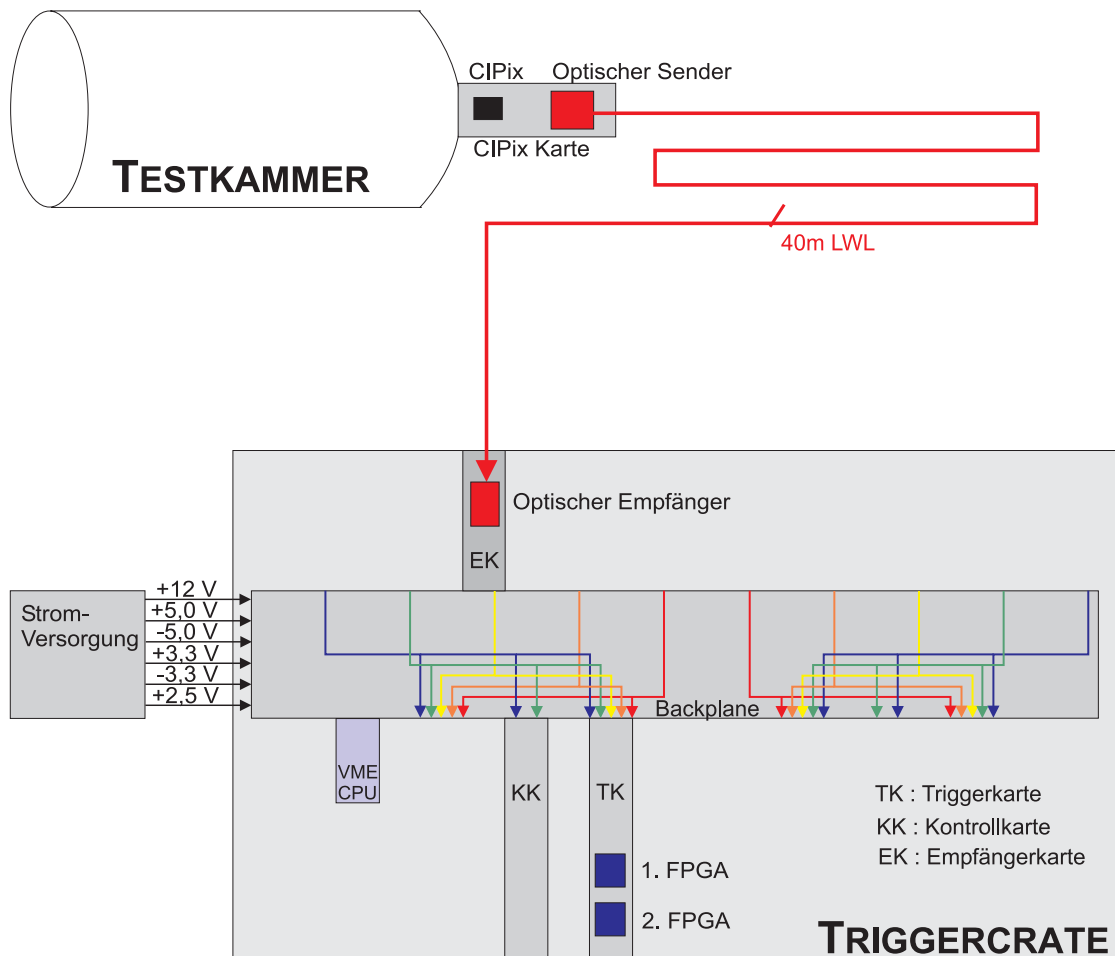 CIPix
Optischer Sender
CIPix Karte
TESTKAMMER
40m LWL
Optischer Empfänger
EK
Strom-
Versorgung
+12 V
+5,0 V
-5,0 V
+3,3 V
-3,3 V
+2,5 V
Backplane
VME
CPU
KK
TK
TK : Triggerkarte
KK : Kontrollkarte
EK : Empfängerkarte
1. FPGA
2. FPGA
TRIGGERCRATE